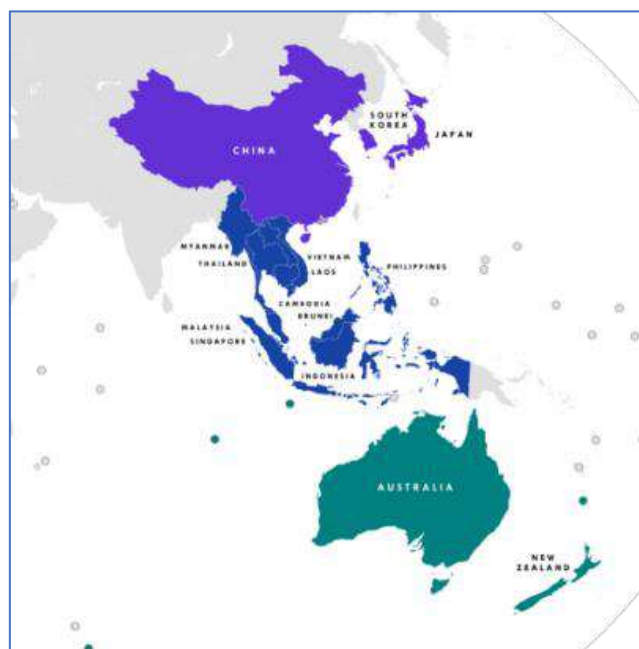 SOUTH
KOREA
JAPAN
CHINA
MYANMAR
VIETNAM
THAILAND
LAOS
PHILIPPINES
CAMBODIA
BRUNEI
MALAYSIA
SINGAPORE
INDONESIA
AUSTRALIA
NEW
ZEALAND